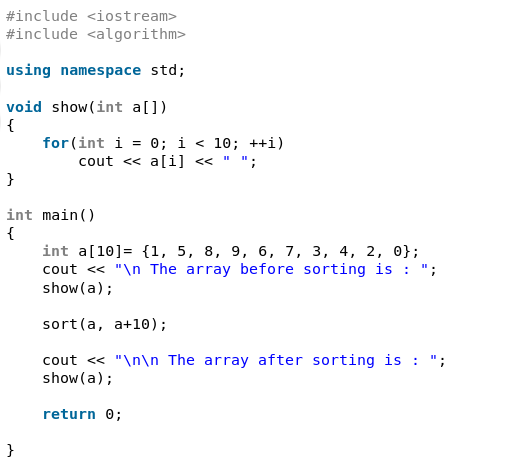 #include <iostream>
#include <algorithm>

using namespace std;

void show(int a[])
{
    for(int i = 0; i < 10; ++i)
        cout << a[i] << " ";
}

int main()
{
    int a[10]= {1, 5, 8, 9, 6, 7, 3, 4, 2, 0};
    cout << "\n The array before sorting is : ";
    show(a);

    sort(a, a+10);

    cout << "\n\n The array after sorting is : ";
    show(a);

    return 0;

}